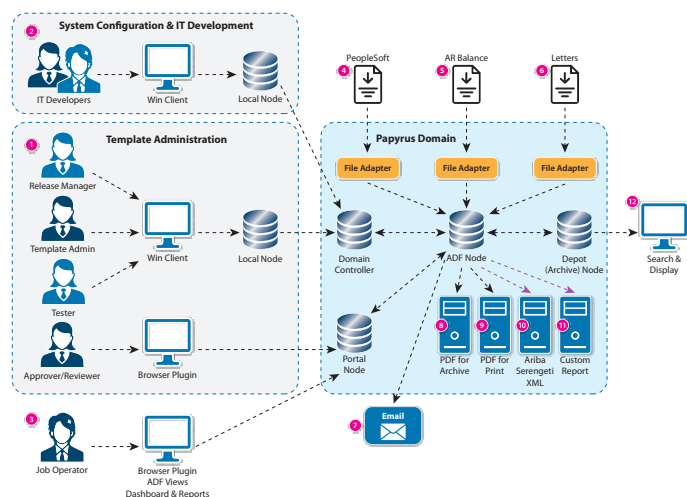 System Configuration & IT Development
2
IT Developers
Win Client
Local Node
PeopleSoft
AR Balance
Letters
4
5
6
1
Template Administration
Release Manager
Template Admin
Win Client
Local Node
Tester
Approver/Reviewer
Browser Plugin
Papyrus Domain
File Adapter
File Adapter
File Adapter
Domain
Controller
ADF Node
Depot
(Archive) Node
12
Search &
Display
Portal
Node
8
9
10
11
PDF for
Archive
PDF for
Print
Ariba
Serengeti
XML
Custom
Report
7
Email
3
Job Operator
Browser Plugin
ADF Views
Dashboard & Reports